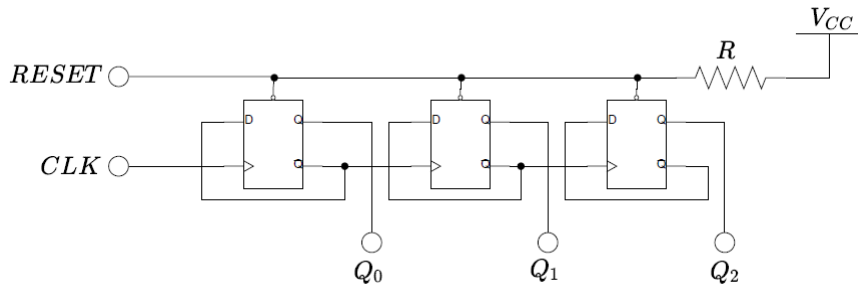 V_CC
R
RESET
D Q D Q D Q
CLK
Q Q Q
Q_0 Q_1 Q_2